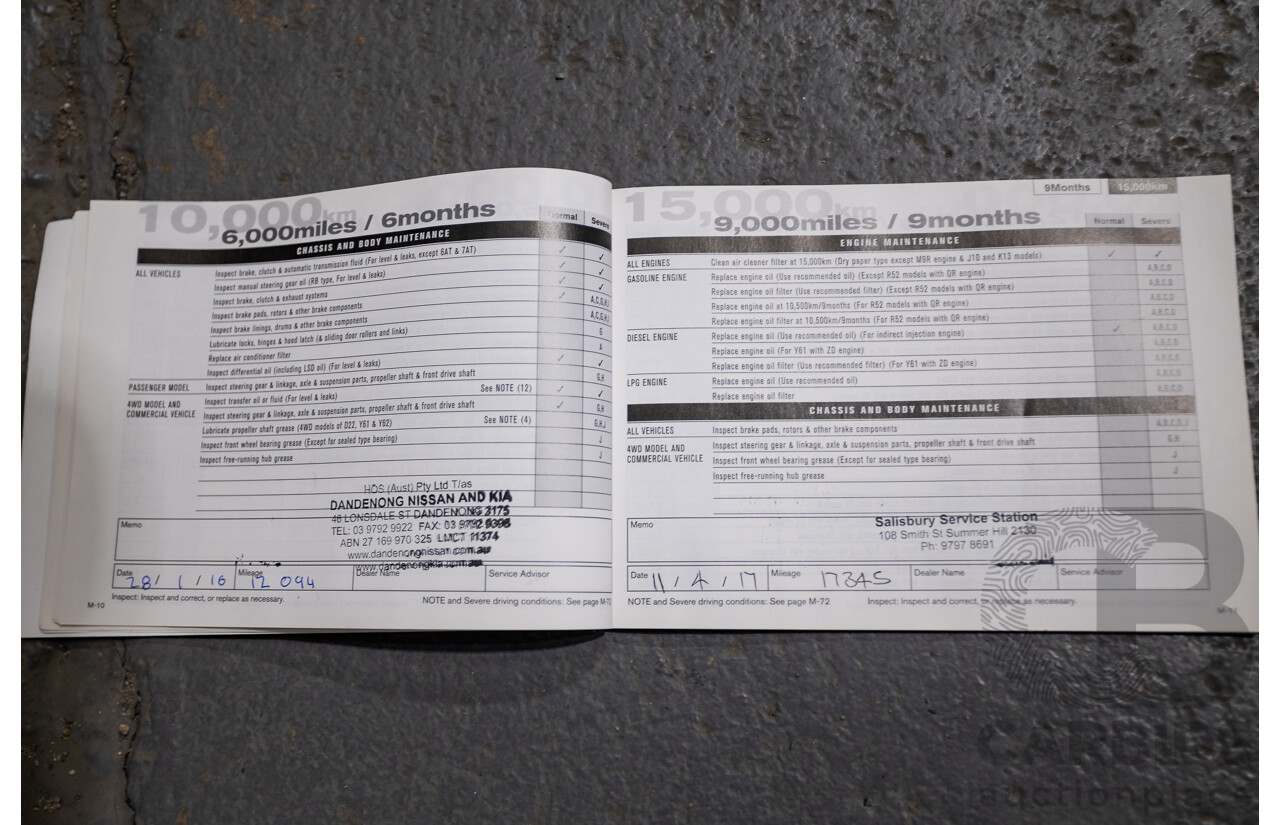 10,000km
6,000miles / 6months
Normal
Severe
CHASSIS AND BODY MAINTENANCE
ALL VEHICLES
Inspect brake, clutch & automatic transmission fluid (For level & leaks, except 6AT & 7AT)
✓ ✓
Inspect manual steering gear oil (RB type, For level & leaks)
✓ ✓
Inspect brake, clutch & exhaust systems
✓ ✓
Inspect brake pads, rotors & other brake components
✓ A,C,G,H,J
Inspect brake linings, drums & other brake components
A,C,G,H,J
Lubricate locks, hinges & hood latch (& sliding door rollers and links)
G
Replace air conditioner filter
A
Inspect differential oil (including LSD oil) (For level & leaks)
✓ ✓
PASSENGER MODEL
Inspect steering gear & linkage, axle & suspension parts, propeller shaft & front drive shaft
G,H
4WD MODEL AND
COMMERCIAL VEHICLE
Inspect transfer oil or fluid (For level & leaks)
See NOTE (12)
✓ ✓
Inspect steering gear & linkage, axle & suspension parts, propeller shaft & front drive shaft
✓ G,H
Lubricate propeller shaft grease (4WD models of D22, Y61 & Y62)
See NOTE (4)
G,H,J
Inspect front wheel bearing grease (Except for sealed type bearing)
J
Inspect free-running hub grease
J
HOS (Aust) Pty Ltd T/as
DANDENONG NISSAN AND KIA
48 LONSDALE ST DANDENONG 3175
TEL: 03 9792 9922 FAX: 03 9792 9398
ABN 27 169 970 325 LMCT 11374
www.dandenongnissan.com.au
www.dandenongkia.com.au
Memo
Date 28/1/16
Mileage 12 094
Dealer Name
Service Advisor
Inspect: Inspect and correct, or replace as necessary.
NOTE and Severe driving conditions: See page M-72
M-10
9Months
15,000km
15,000km
9,000miles / 9months
Normal
Severe
ENGINE MAINTENANCE
ALL ENGINES
Clean air cleaner filter at 15,000km (Dry paper type except M9R engine & J10 and K13 models)
✓ ✓
GASOLINE ENGINE
Replace engine oil (Use recommended oil) (Except R52 models with QR engine)
A,B,C,D
Replace engine oil filter (Use recommended filter) (Except R52 models with QR engine)
A,B,C,D
Replace engine oil at 10,500km/9months (For R52 models with QR engine)
A,B,C,D
Replace engine oil filter at 10,500km/9months (For R52 models with QR engine)
A,B,C,D
DIESEL ENGINE
Replace engine oil (Use recommended oil) (For indirect injection engine)
✓ A,B,C,D
Replace engine oil (For Y61 with ZD engine)
A,B,C,D
Replace engine oil filter (Use recommended filter) (For Y61 with ZD engine)
A,B,C,D
LPG ENGINE
Replace engine oil (Use recommended oil)
A,B,C,D
Replace engine oil filter
A,B,C,D
CHASSIS AND BODY MAINTENANCE
ALL VEHICLES
Inspect brake pads, rotors & other brake components
4WD MODEL AND
COMMERCIAL VEHICLE
Inspect steering gear & linkage, axle & suspension parts, propeller shaft & front drive shaft
G,H
Inspect front wheel bearing grease (Except for sealed type bearing)
J
Inspect free-running hub grease
J
Salisbury Service Station
108 Smith St Summer Hill 2130
Ph: 9797 8691
Memo
Date 11/4/17
Mileage 17345
Dealer Name
Service Advisor
NOTE and Severe driving conditions: See page M-72
Inspect: Inspect and correct, or replace as necessary.
M-11